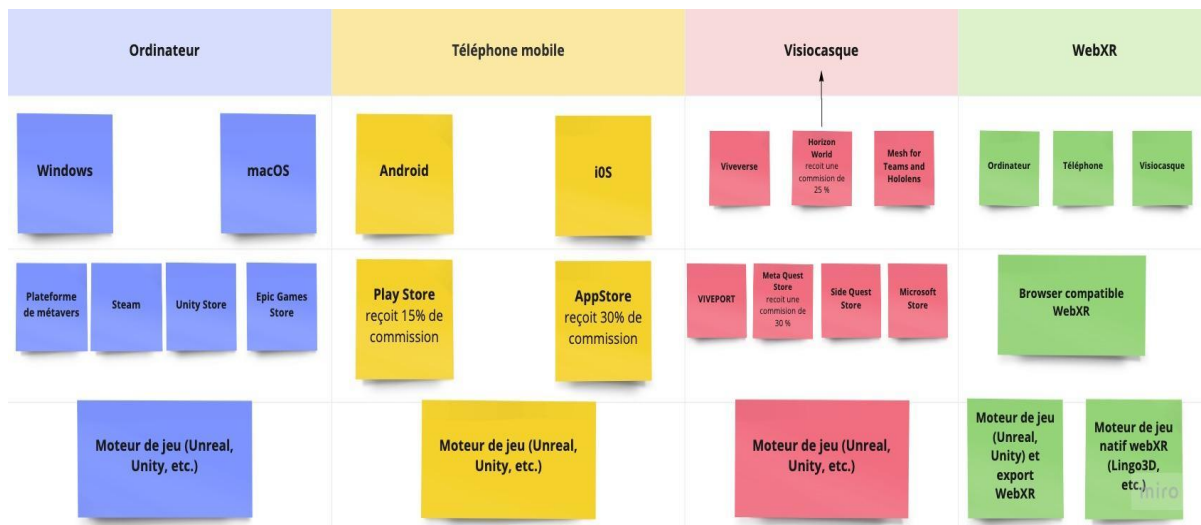 Ordinateur
Téléphone mobile
Visiocasque
WebXR
Windows
macOS
Android
i0S
Viveverse
Horizon
World
recoit une
commision de
25 %
Mesh for
Teams and
Hololens
Ordinateur
Téléphone
Visiocasque
Plateforme
de métavers
Steam
Unity Store
Epic Games
Store
Play Store
reçoit 15% de
commission
AppStore
reçoit 30% de
commission
VIVEPORT
Meta Quest
Store
recoit une
commision de
30 %
Side Quest
Store
Microsoft
Store
Browser compatible
WebXR
Moteur de jeu (Unreal,
Unity, etc.)
Moteur de jeu (Unreal,
Unity, etc.)
Moteur de jeu (Unreal,
Unity, etc.)
Moteur de jeu
(Unreal,
Unity) et
export
WebXR
Moteur de jeu
natif webXR
(Lingo3D,
etc.)
miro